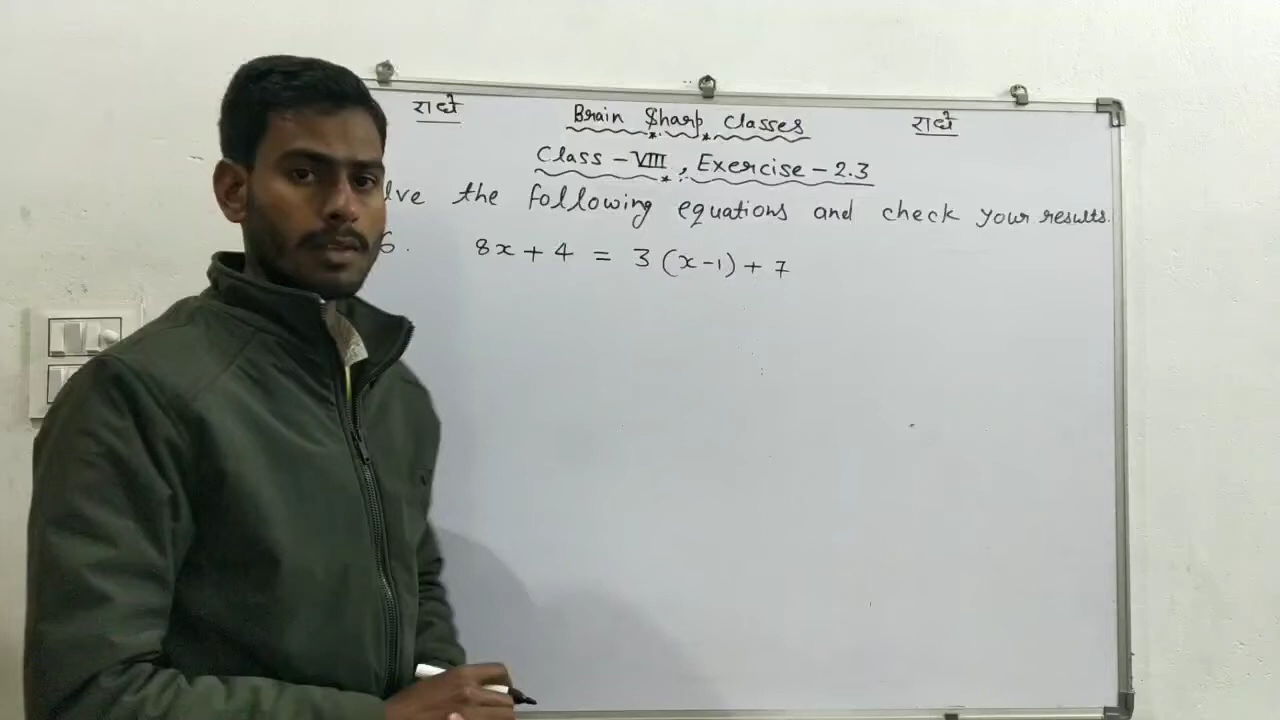 राधे Brain Sharp Classes राधे
Class - VIII, Exercise - 2.3
lve the following equations and check your results.
6. 8x + 4 = 3 (x-1) + 7